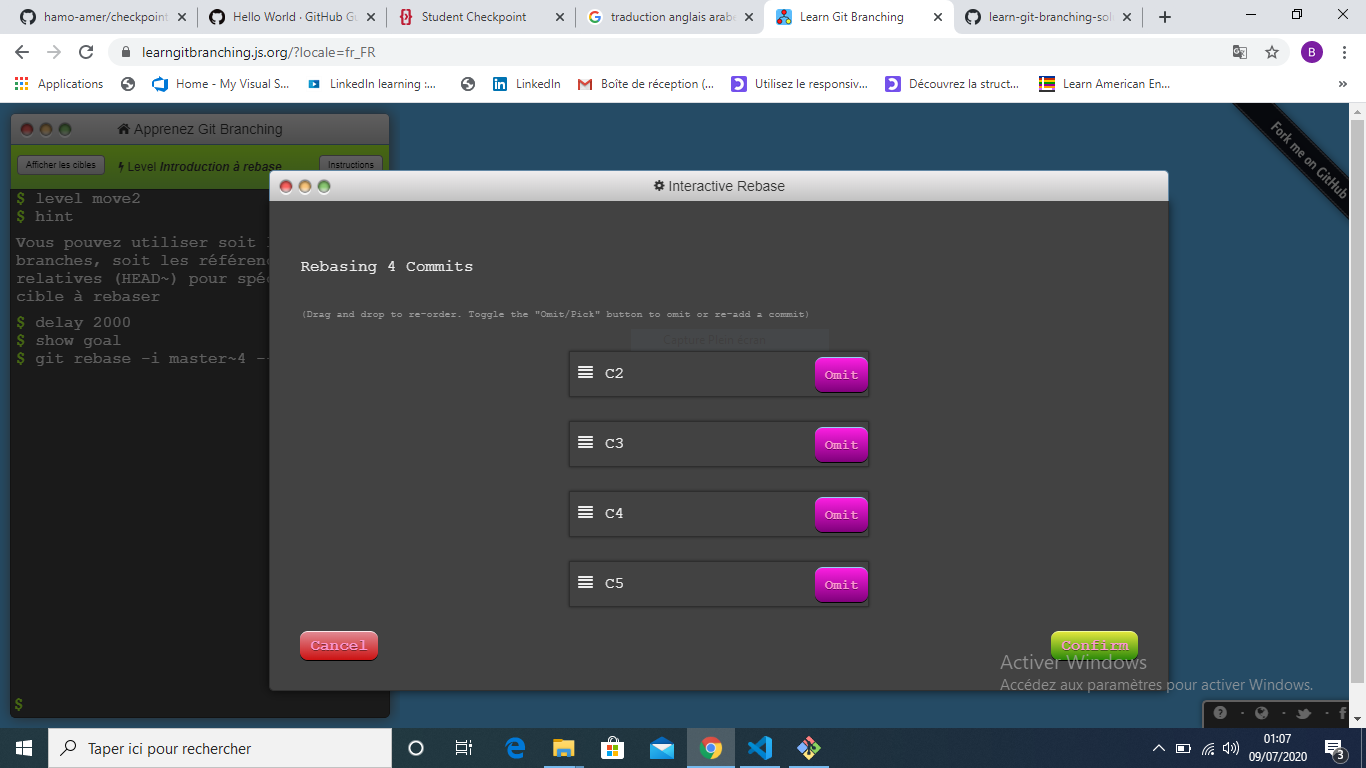 hamo-amer/checkpoint
Hello World · GitHub Gu
Student Checkpoint
traduction anglais arabe
Learn Git Branching
learn-git-branching-sol
learngitbranching.js.org/?locale=fr_FR
B
Applications
Home - My Visual S...
LinkedIn learning :...
LinkedIn
Boîte de réception (...
Utilisez le responsiv...
Découvrez la struct...
Learn American En...
»
Apprenez Git Branching
Afficher les cibles
Level Introduction à rebase
Instructions
$ level move2
$ hint
Vous pouvez utiliser soit
branches, soit les référen
relatives (HEAD~) pour spé
cible à rebaser
$ delay 2000
$ show goal
$ git rebase -i master~4 --
$
Fork me on GitHub
Interactive Rebase
Rebasing 4 Commits
(Drag and drop to re-order. Toggle the "Omit/Pick" button to omit or re-add a commit)
Capture Plein écran
C2
Omit
C3
Omit
C4
Omit
C5
Omit
Cancel
Confirm
Activer Windows
Accédez aux paramètres pour activer Windows.
Taper ici pour rechercher
01:07
09/07/2020
3